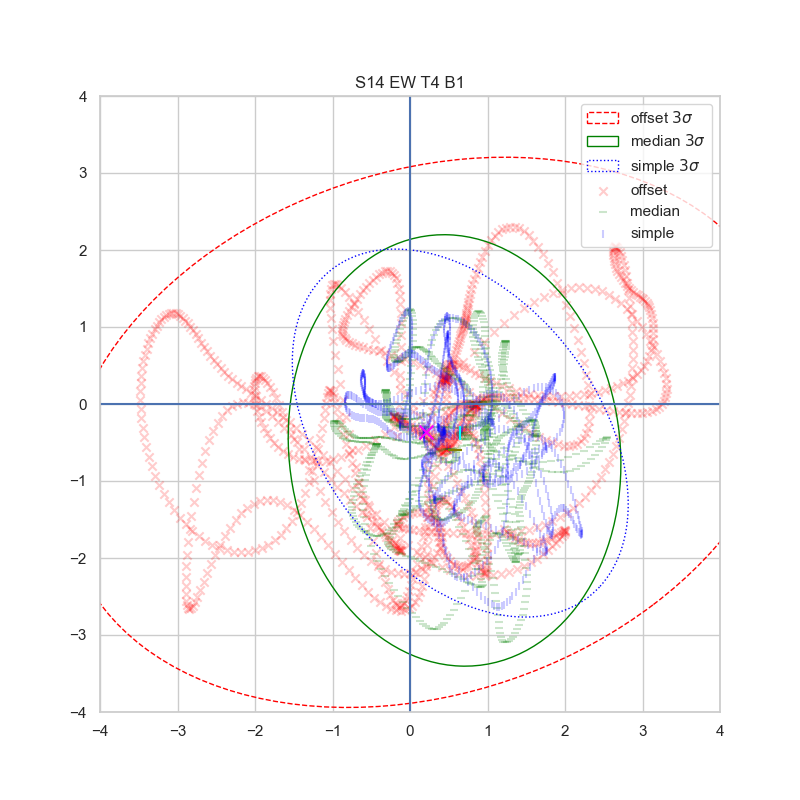 S14 EW T4 B1
offset 3σ
median 3σ
simple 3σ
offset
median
simple
4
3
2
1
0
−1
−2
−3
−4
−4 −3 −2 −1 0 1 2 3 4